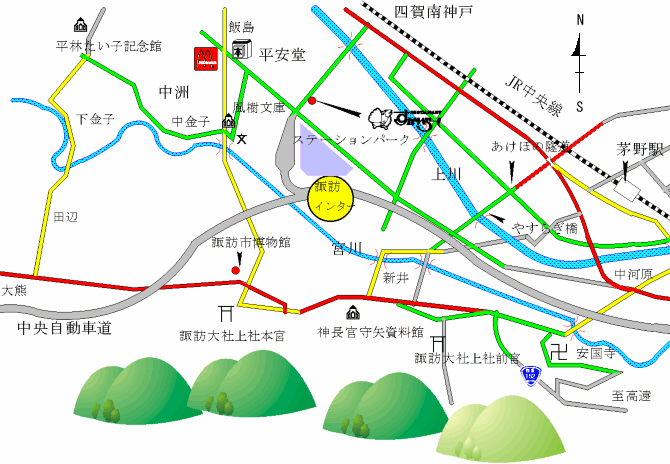 四賀南神戸
N
飯島
平林たい子記念館
平安堂
JR中央線
中洲
S
風樹文庫
下金子
中金子
ステーションパーク
あけぼの隧道
茅野駅
上川
諏訪
インター
田辺
やすらぎ橋
諏訪市博物館
宮川
新井
中河原
大熊
中央自動車道
諏訪大社上社本宮
神長官守矢資料館
諏訪大社上社前宮
安国寺
152
至高遠